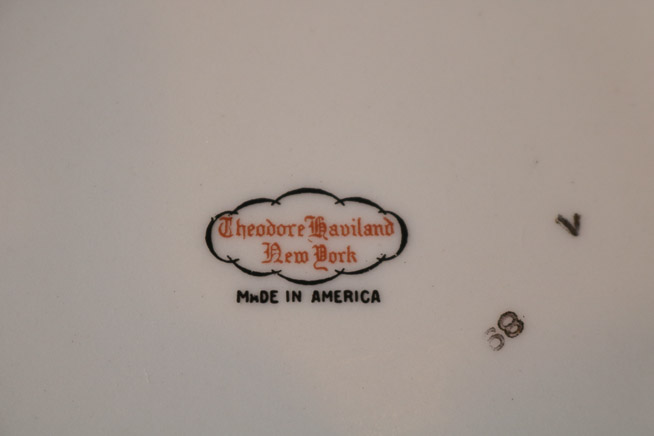 Theodore Haviland
New York
MADE IN AMERICA
V